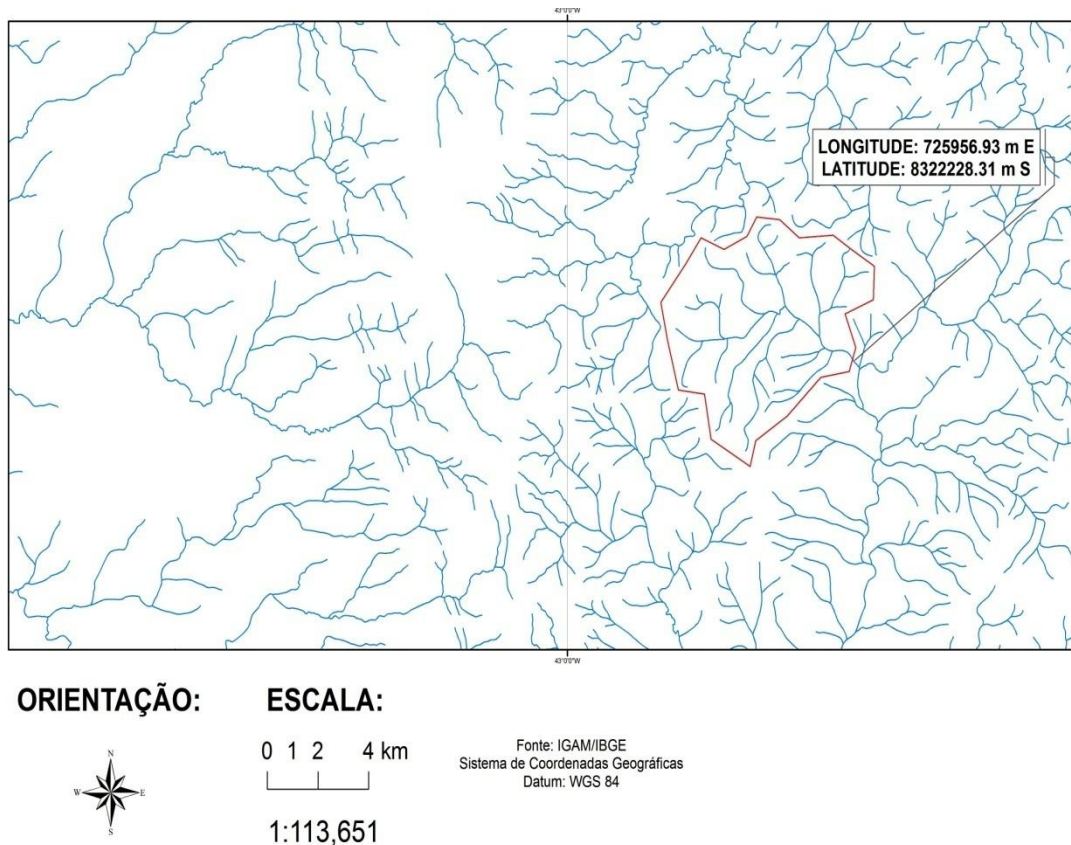 43°0'0"W
LONGITUDE: 725956.93 m E
LATITUDE: 8322228.31 m S
43°0'0"W
ORIENTAÇÃO:
ESCALA:
N
W
E
S
0 1 2 4 km
1:113,651
Fonte: IGAM/IBGE
Sistema de Coordenadas Geográficas
Datum: WGS 84